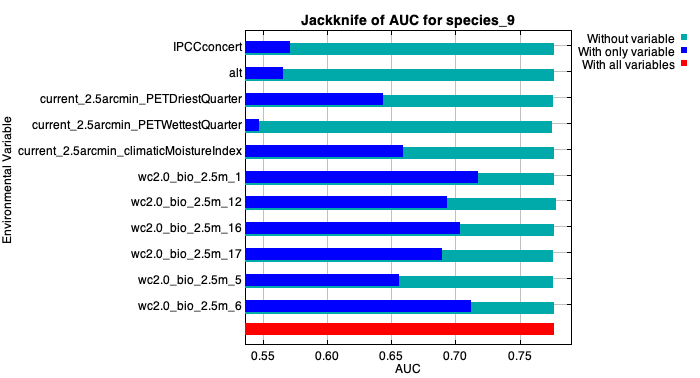 Jackknife of AUC for species_9
Without variable
With only variable
With all variables
Environmental Variable
IPCCconcert
alt
current_2.5arcmin_PETDriestQuarter
current_2.5arcmin_PETWettestQuarter
current_2.5arcmin_climaticMoistureIndex
wc2.0_bio_2.5m_1
wc2.0_bio_2.5m_12
wc2.0_bio_2.5m_16
wc2.0_bio_2.5m_17
wc2.0_bio_2.5m_5
wc2.0_bio_2.5m_6
0.55 0.60 0.65 0.70 0.75
AUC